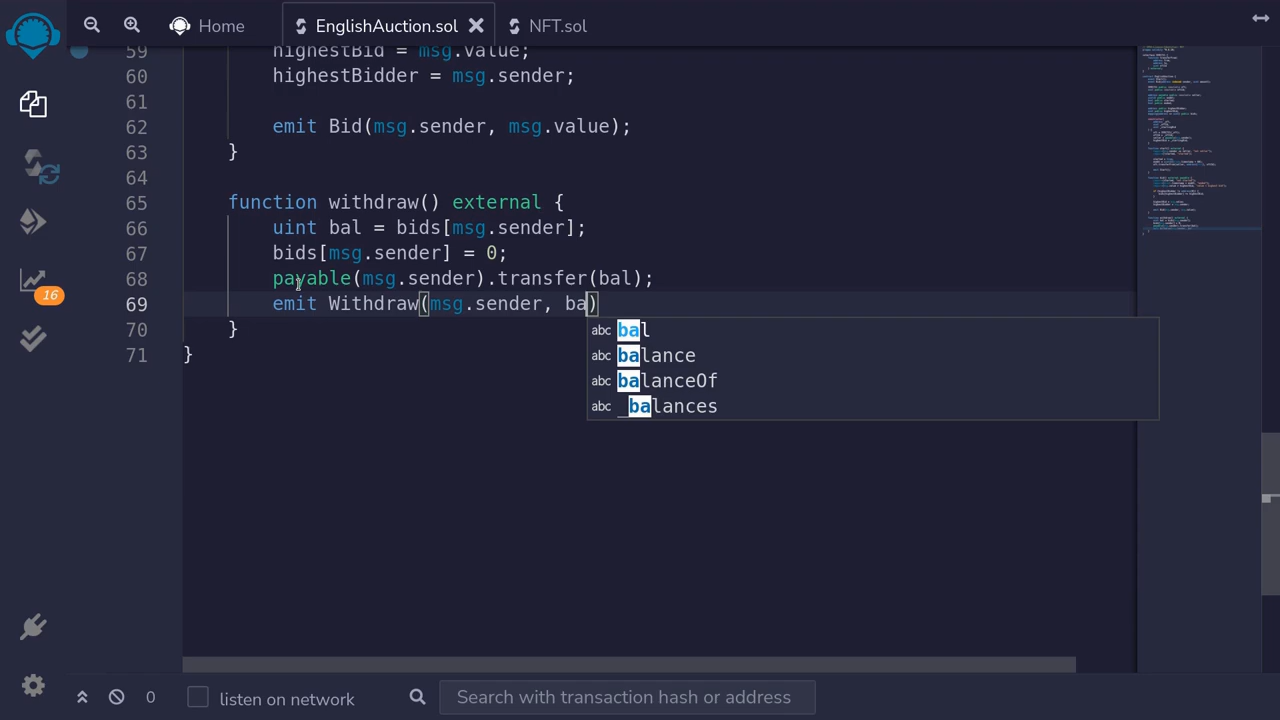 Home
EnglishAuction.sol
NFT.sol
59 highestBid = msg.value;
60 highestBidder = msg.sender;
61
62 emit Bid(msg.sender, msg.value);
63 }
64
65 function withdraw() external {
66 uint bal = bids[msg.sender];
67 bids[msg.sender] = 0;
68 payable(msg.sender).transfer(bal);
69 emit Withdraw(msg.sender, ba)
70 }
71 }
abc bal
abc balance
abc balanceOf
abc _balances
16
0
listen on network
Search with transaction hash or address